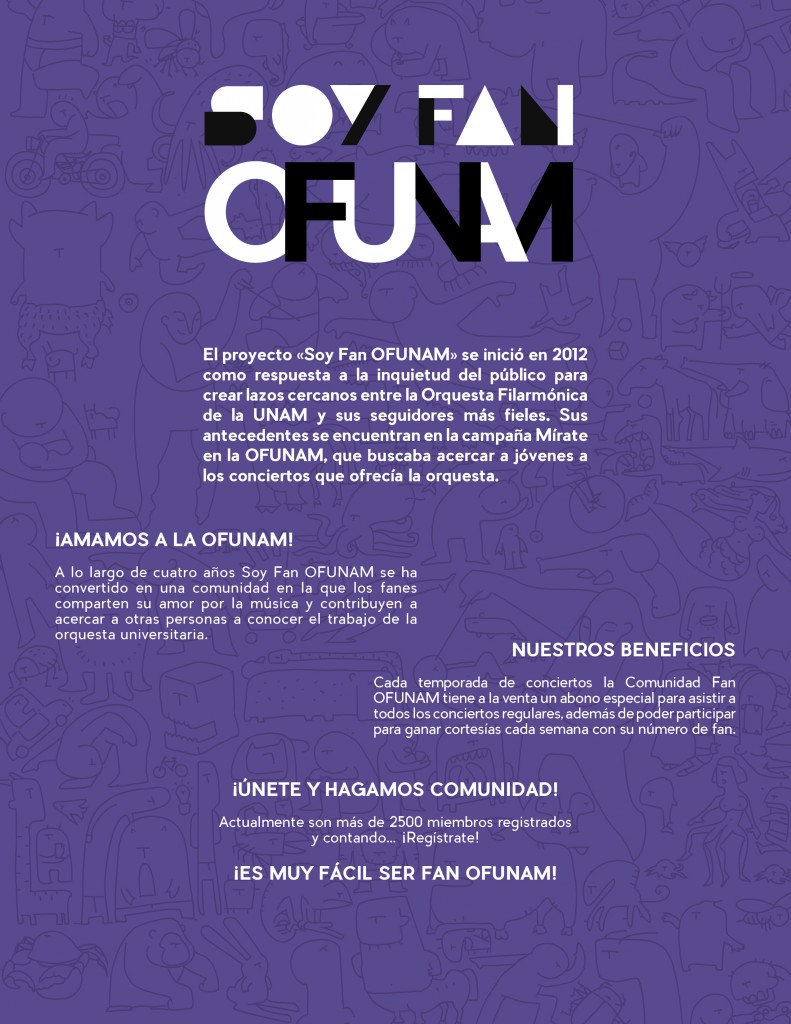 SOY FAN
OFUNAM
El proyecto «Soy Fan OFUNAM» se inició en 2012
como respuesta a la inquietud del público para
crear lazos cercanos entre la Orquesta Filarmónica
de la UNAM y sus seguidores más fieles. Sus
antecedentes se encuentran en la campaña Mírate
en la OFUNAM, que buscaba acercar a jóvenes a
los conciertos que ofrecía la orquesta.
¡AMAMOS A LA OFUNAM!
A lo largo de cuatro años Soy Fan OFUNAM se ha
convertido en una comunidad en la que los fanes
comparten su amor por la música y contribuyen a
acercar a otras personas a conocer el trabajo de la
orquesta universitaria.
NUESTROS BENEFICIOS
Cada temporada de conciertos la Comunidad Fan
OFUNAM tiene a la venta un abono especial para asistir a
todos los conciertos regulares, además de poder participar
para ganar cortesías cada semana con su número de fan.
¡ÚNETE Y HAGAMOS COMUNIDAD!
Actualmente son más de 2500 miembros registrados
y contando... ¡Regístrate!
¡ES MUY FÁCIL SER FAN OFUNAM!